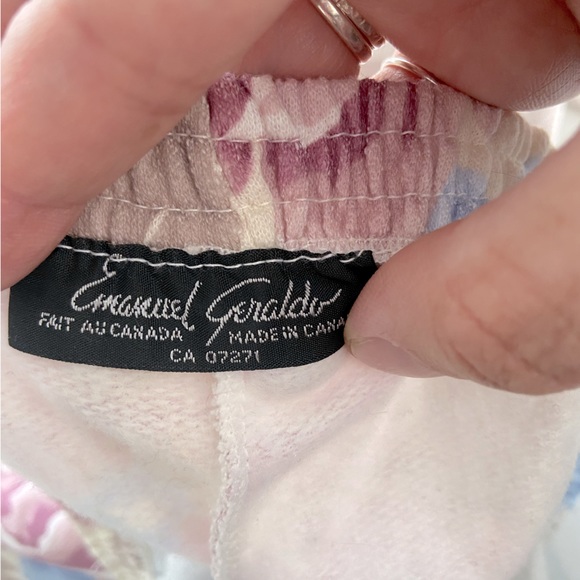 Emanuel Geraldo
FAIT AU CANADA MADE IN CANA
CA 07271